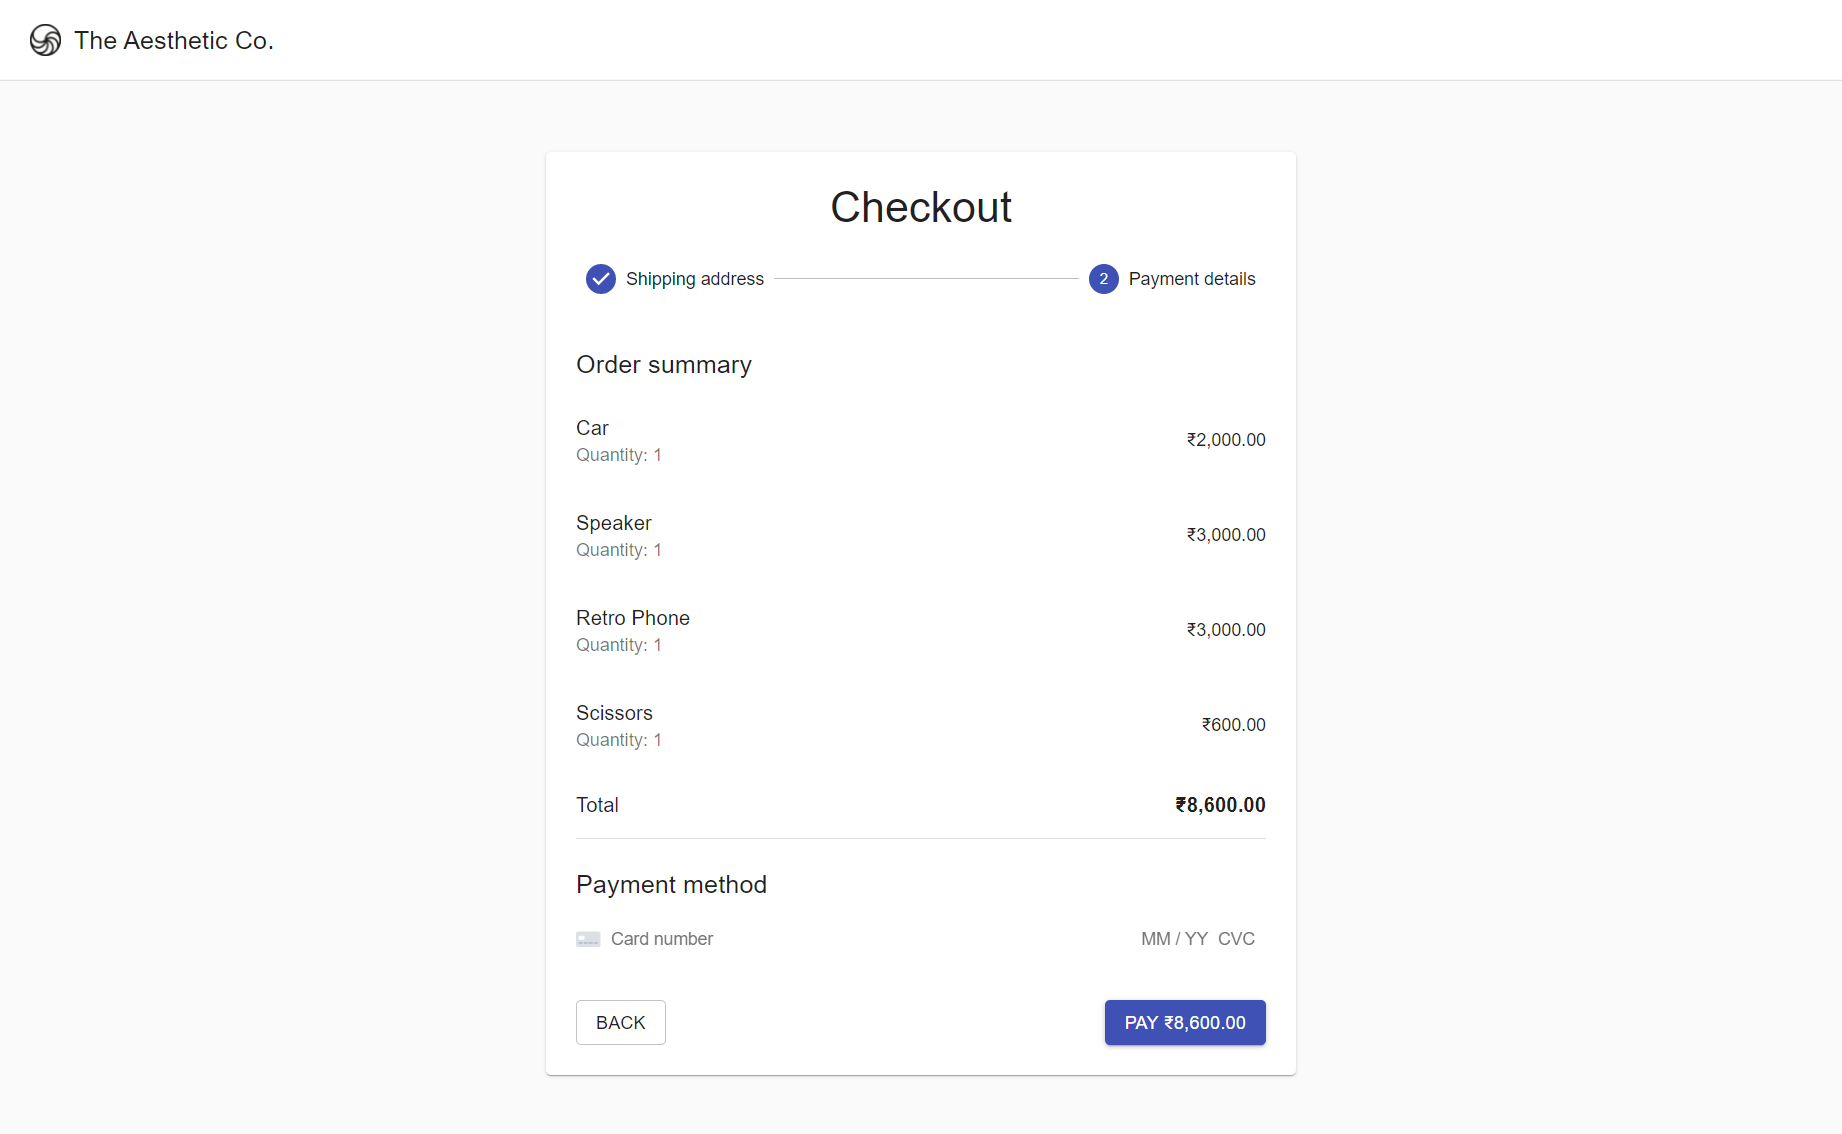 The Aesthetic Co.
Checkout
Shipping address
2 Payment details
Order summary
Car
Quantity: 1
₹2,000.00
Speaker
Quantity: 1
₹3,000.00
Retro Phone
Quantity: 1
₹3,000.00
Scissors
Quantity: 1
₹600.00
Total ₹8,600.00
Payment method
Card number MM / YY CVC
BACK PAY ₹8,600.00